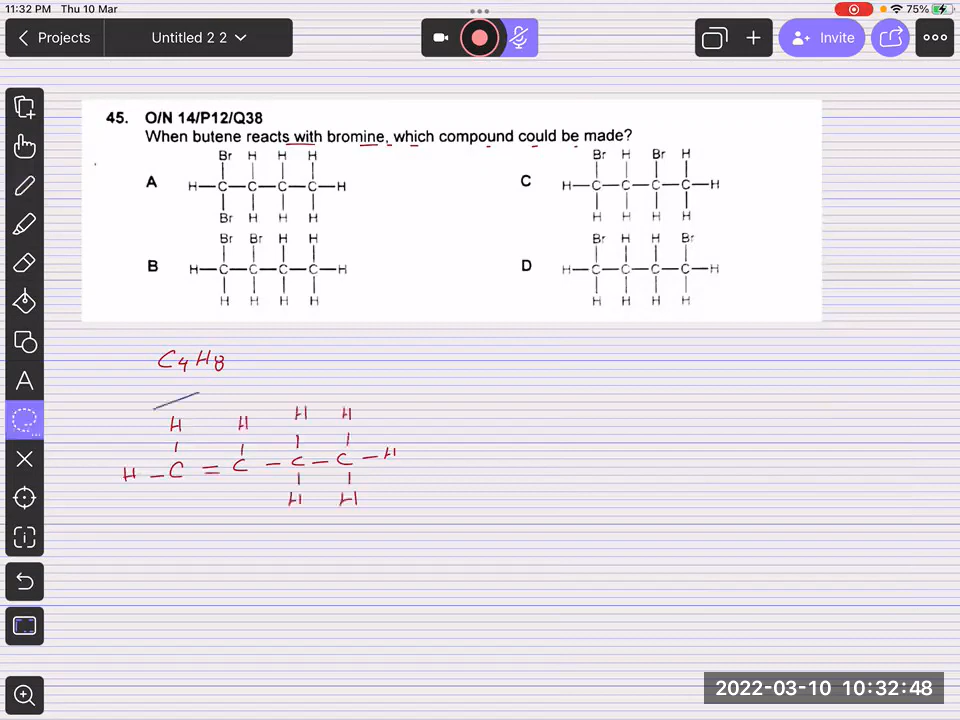 11:32 PM Thu 10 Mar 75%
Projects Untitled 2 2 Invite
45. O/N 14/P12/Q38
When butene reacts with bromine, which compound could be made?
Br H H H
A H-C-C-C-C-H
Br H H H
Br H Br H
C H-C-C-C-C-H
H H H H
Br Br H H
B H-C-C-C-C-H
H H H H
Br H H Br
D H-C-C-C-C-H
H H H H
C4H8
H H H H
H-C=C-C-C-H
H H
A
2022-03-10 10:32:48